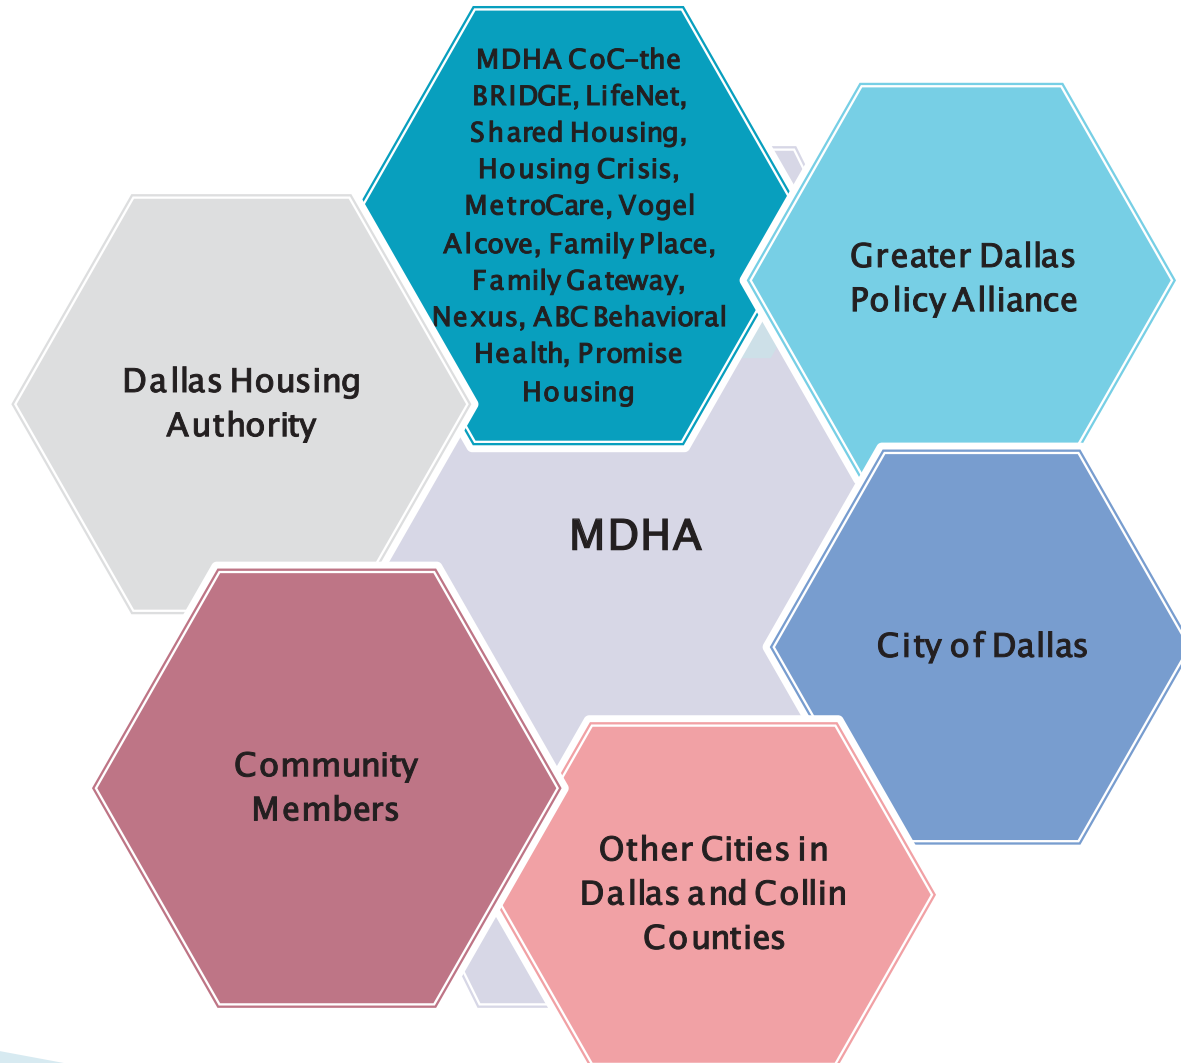 MDHA CoC–the
BRIDGE, LifeNet,
Shared Housing,
Housing Crisis,
MetroCare, Vogel
Alcove, Family Place,
Family Gateway,
Nexus, ABC Behavioral
Health, Promise
Housing
Greater Dallas
Policy Alliance
Dallas Housing
Authority
MDHA
City of Dallas
Community
Members
Other Cities in
Dallas and Collin
Counties